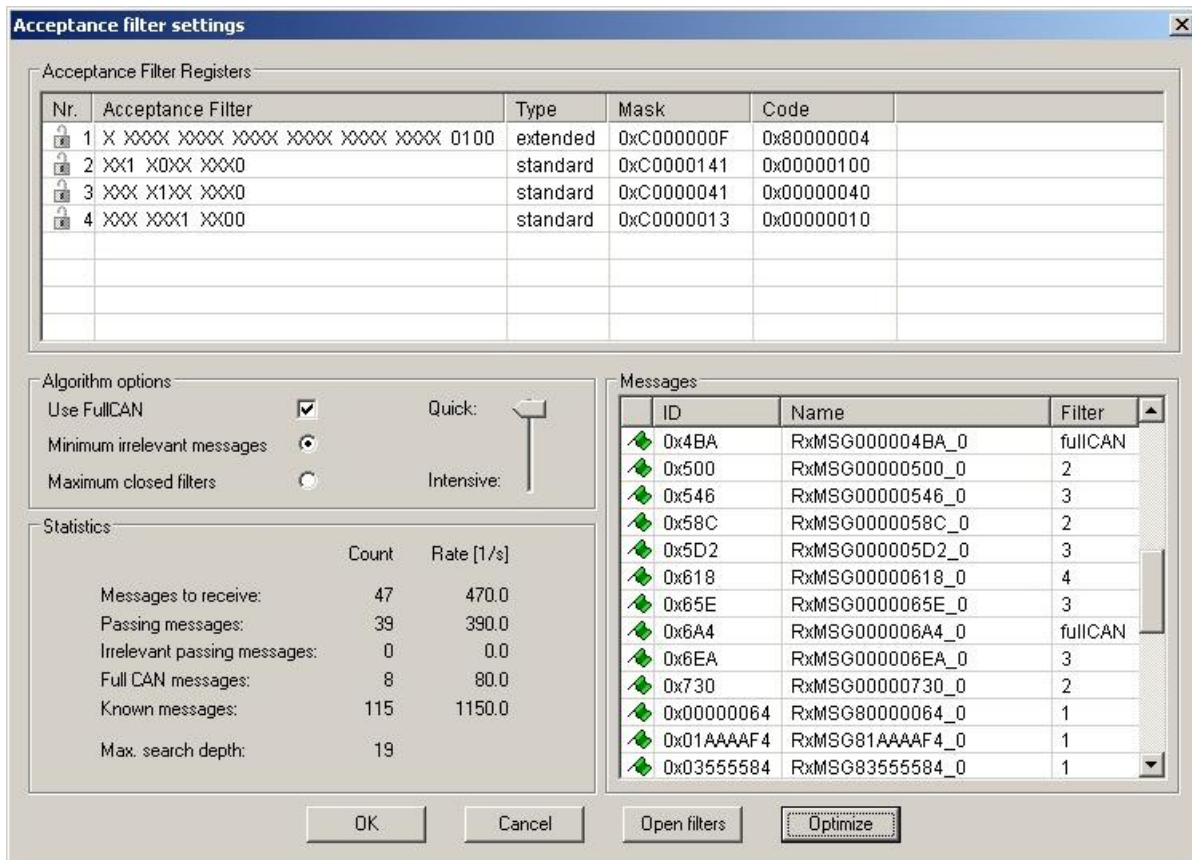 Acceptance filter settings
Acceptance Filter Registers
Nr. Acceptance Filter Type Mask Code
1 X XXXX XXXX XXXX XXXX XXXX XXXX 0100 extended 0xC000000F 0x80000004
2 XX1 X0XX XXX0 standard 0xC0000141 0x00000100
3 XXX X1XX XXX0 standard 0xC0000041 0x00000040
4 XXX XXX1 XX00 standard 0xC0000013 0x00000010
Algorithm options
Use FullCAN Quick:
Minimum irrelevant messages
Maximum closed filters Intensive:
Statistics
Count Rate [1/s]
Messages to receive: 47 470.0
Passing messages: 39 390.0
Irrelevant passing messages: 0 0.0
Full CAN messages: 8 80.0
Known messages: 115 1150.0
Max. search depth: 19
Messages
ID Name Filter
0x4BA RxMSG000004BA_0 fullCAN
0x500 RxMSG00000500_0 2
0x546 RxMSG00000546_0 3
0x58C RxMSG0000058C_0 2
0x5D2 RxMSG000005D2_0 3
0x618 RxMSG00000618_0 4
0x65E RxMSG0000065E_0 3
0x6A4 RxMSG000006A4_0 fullCAN
0x6EA RxMSG000006EA_0 3
0x730 RxMSG00000730_0 2
0x00000064 RxMSG80000064_0 1
0x01AAAAF4 RxMSG81AAAAF4_0 1
0x03555584 RxMSG83555584_0 1
OK Cancel Open filters Optimize